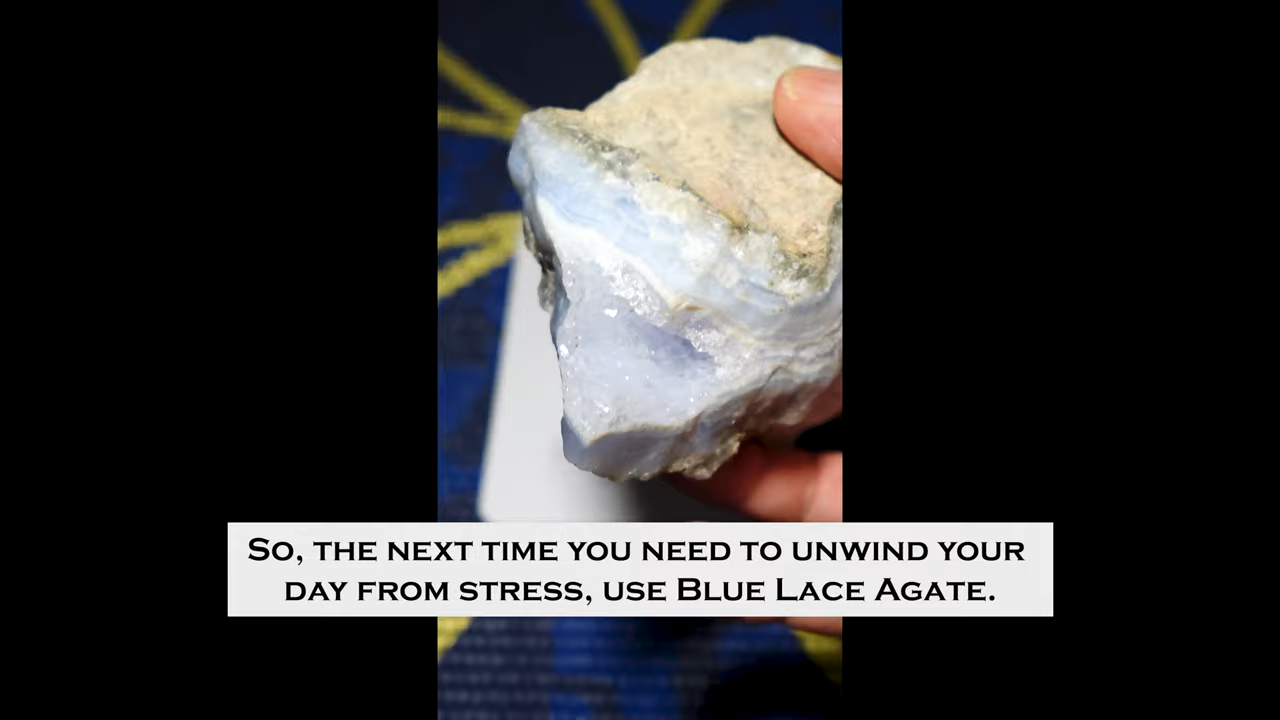 So, the next time you need to unwind your
day from stress, use Blue Lace Agate.